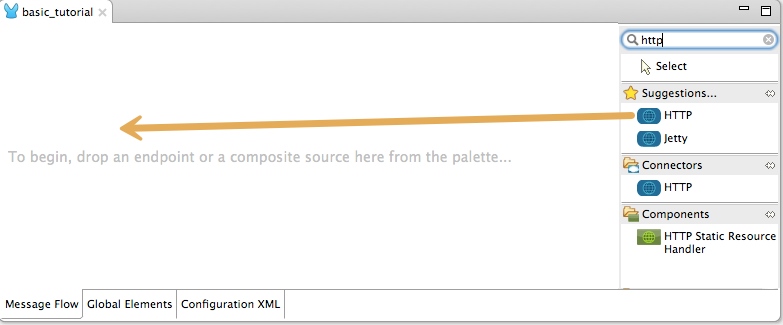 basic_tutorial
http
Select
Suggestions...
HTTP
Jetty
Connectors
HTTP
Components
HTTP Static Resource
Handler
To begin, drop an endpoint or a composite source here from the palette...
Message Flow
Global Elements
Configuration XML